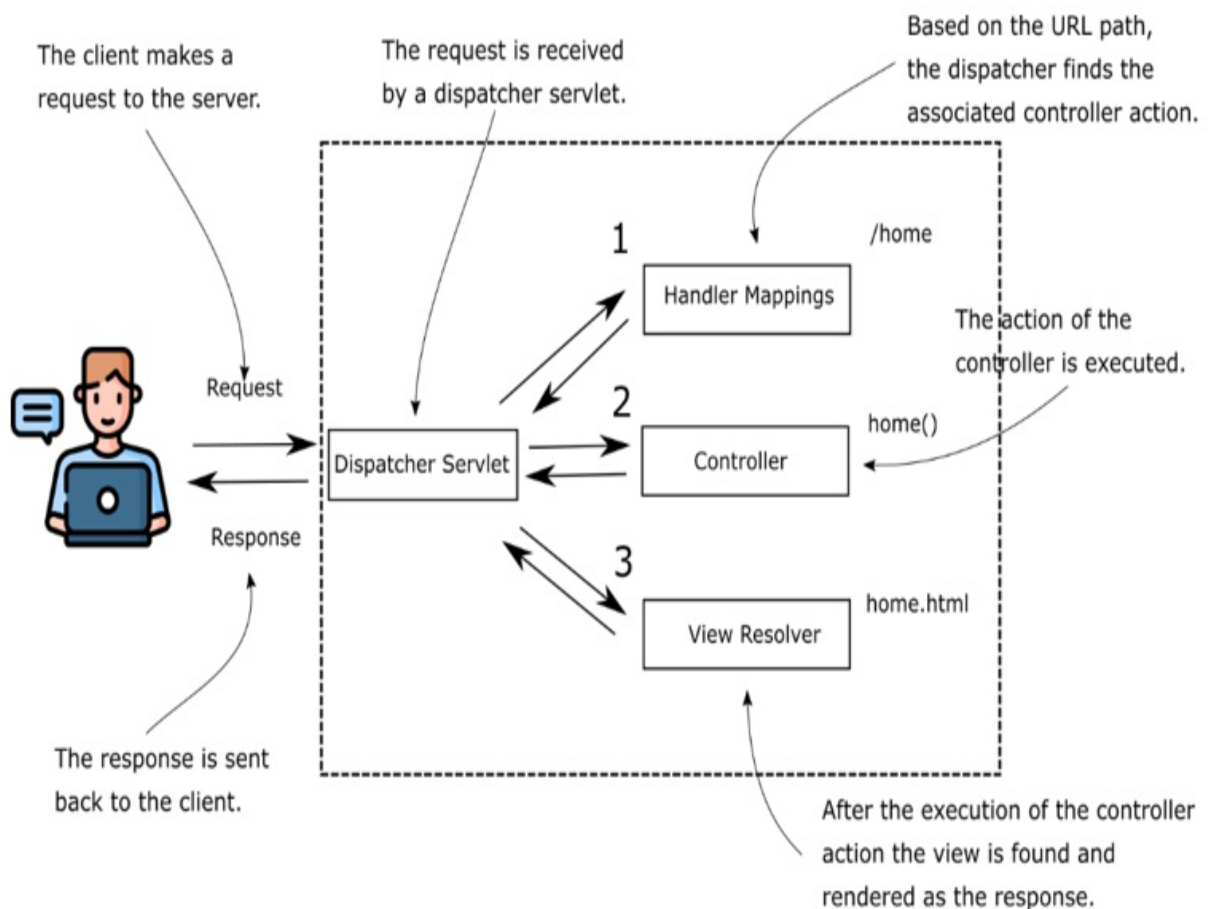 The client makes a
request to the server.
The request is received
by a dispatcher servlet.
Based on the URL path,
the dispatcher finds the
associated controller action.
1
/home
Handler Mappings
The action of the
controller is executed.
Request
2
home()
Dispatcher Servlet
Controller
Response
3
home.html
View Resolver
The response is sent
back to the client.
After the execution of the controller
action the view is found and
rendered as the response.